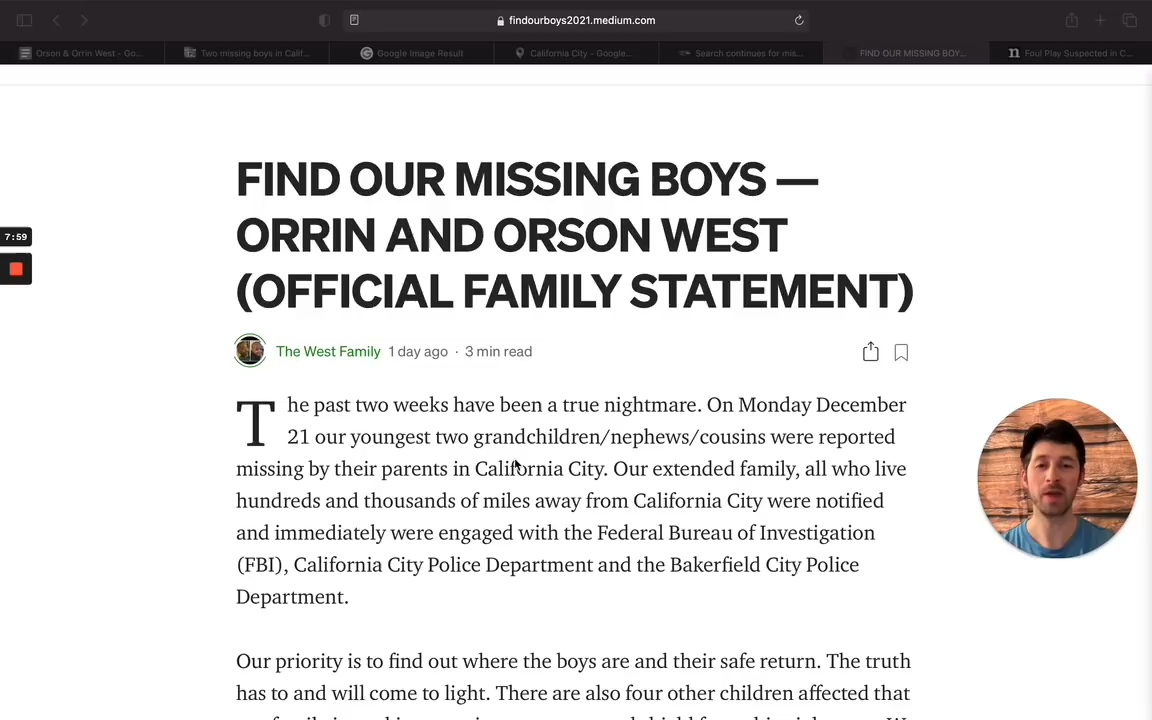 findourboys2021.medium.com
Orson & Orrin West - Go...
Two missing boys in Calif...
Google Image Result
California City - Google...
Search continues for mis...
FIND OUR MISSING BOYS...
Foul Play Suspected in C...
FIND OUR MISSING BOYS —
ORRIN AND ORSON WEST
(OFFICIAL FAMILY STATEMENT)
7:59
The West Family 1 day ago · 3 min read
The past two weeks have been a true nightmare. On Monday December
21 our youngest two grandchildren/nephews/cousins were reported
missing by their parents in California City. Our extended family, all who live
hundreds and thousands of miles away from California City were notified
and immediately were engaged with the Federal Bureau of Investigation
(FBI), California City Police Department and the Bakerfield City Police
Department.
Our priority is to find out where the boys are and their safe return. The truth
has to and will come to light. There are also four other children affected that